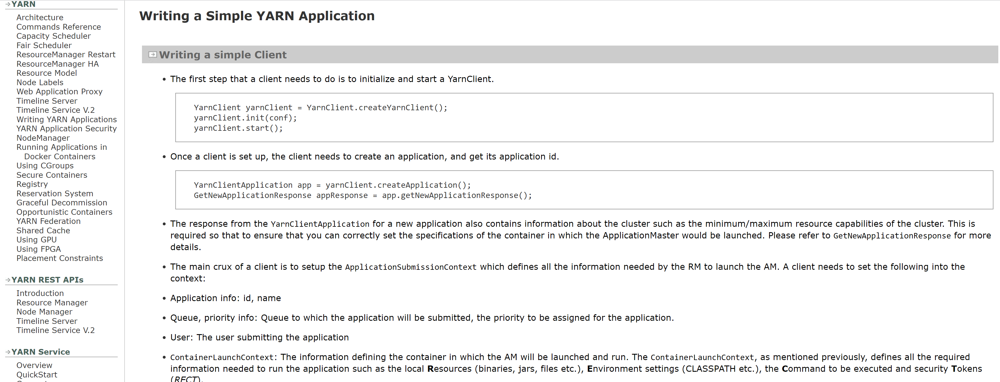 YARN
Architecture
Commands Reference
Capacity Scheduler
Fair Scheduler
ResourceManager Restart
ResourceManager HA
Resource Model
Node Labels
Web Application Proxy
Timeline Server
Timeline Service V.2
Writing YARN Applications
YARN Application Security
NodeManager
Running Applications in
Docker Containers
Using CGroups
Secure Containers
Registry
Reservation System
Graceful Decommission
Opportunistic Containers
YARN Federation
Shared Cache
Using GPU
Using FPGA
Placement Constraints
YARN REST APIs
Introduction
Resource Manager
Node Manager
Timeline Server
Timeline Service V.2
YARN Service
Overview
QuickStart
Writing a Simple YARN Application
Writing a simple Client
• The first step that a client needs to do is to initialize and start a YarnClient.
YarnClient yarnClient = YarnClient.createYarnClient();
yarnClient.init(conf);
yarnClient.start();
• Once a client is set up, the client needs to create an application, and get its application id.
YarnClientApplication app = yarnClient.createApplication();
GetNewApplicationResponse appResponse = app.getNewApplicationResponse();
• The response from the YarnClientApplication for a new application also contains information about the cluster such as the minimum/maximum resource capabilities of the cluster. This is
required so that to ensure that you can correctly set the specifications of the container in which the ApplicationMaster would be launched. Please refer to GetNewApplicationResponse for more
details.
• The main crux of a client is to setup the ApplicationSubmissionContext which defines all the information needed by the RM to launch the AM. A client needs to set the following into the
context:
• Application info: id, name
• Queue, priority info: Queue to which the application will be submitted, the priority to be assigned for the application.
• User: The user submitting the application
• ContainerLaunchContext: The information defining the container in which the AM will be launched and run. The ContainerLaunchContext, as mentioned previously, defines all the required
information needed to run the application such as the local Resources (binaries, jars, files etc.), Environment settings (CLASSPATH etc.), the Command to be executed and security Tokens
(RECT).